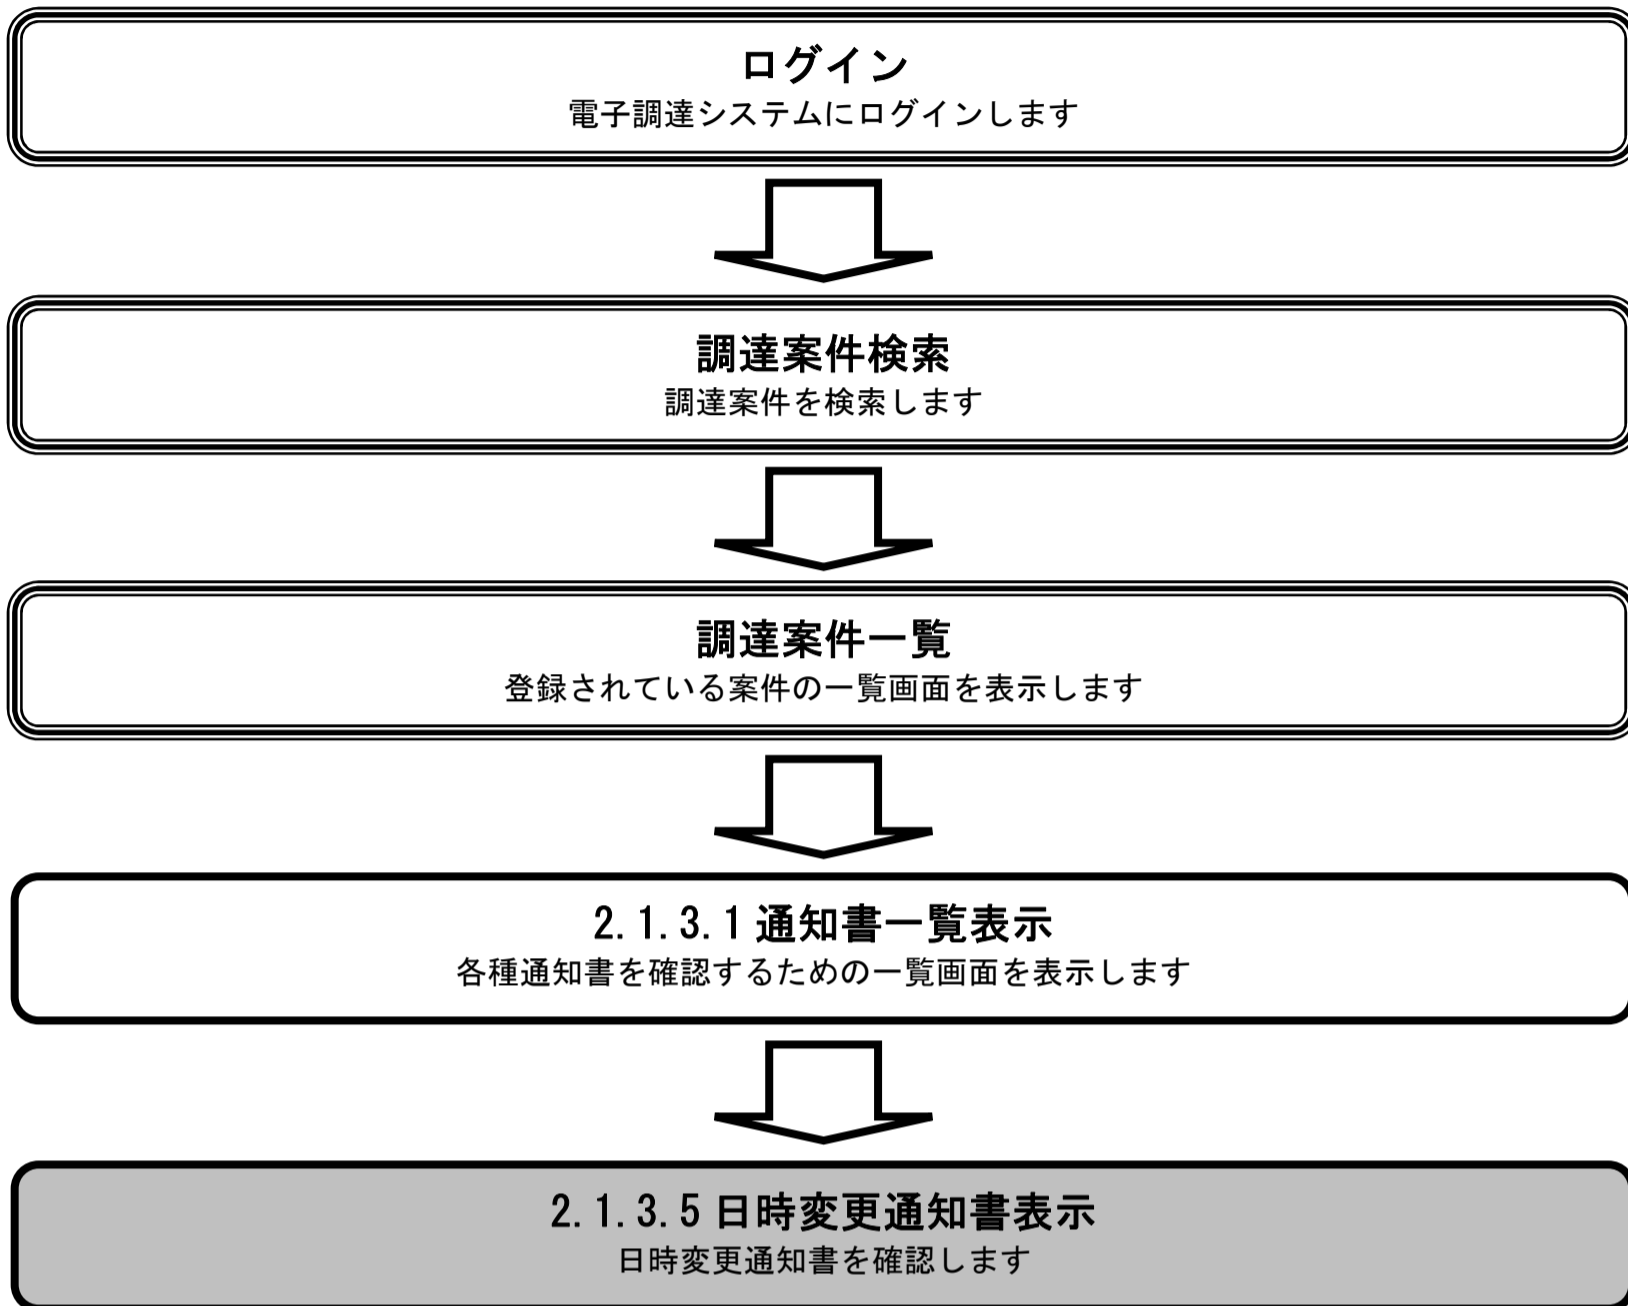 ログイン
電子調達システムにログインします
調達案件検索
調達案件を検索します
調達案件一覧
登録されている案件の一覧画面を表示します
2.1.3.1 通知書一覧表示
各種通知書を確認するための一覧画面を表示します
2.1.3.5 日時変更通知書表示
日時変更通知書を確認します